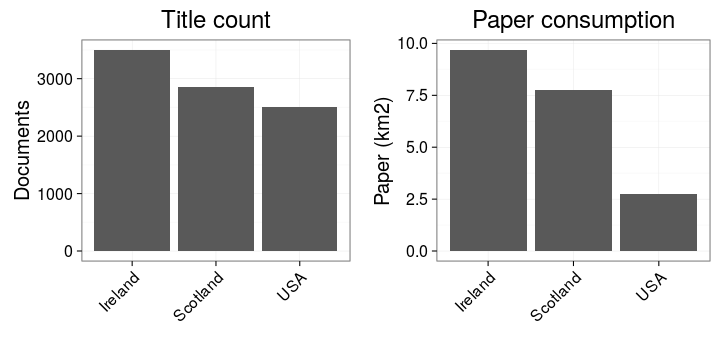 Title count
Documents
3000
2000
1000
0
Ireland
Scotland
USA
Paper consumption
Paper (km2)
10.0
7.5
5.0
2.5
0.0
Ireland
Scotland
USA